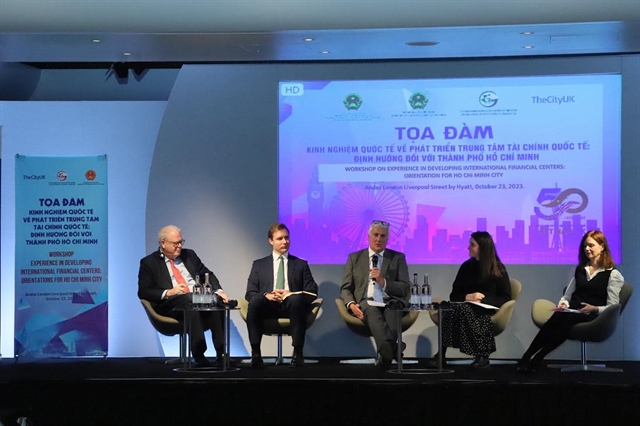 TheCityUK
TỌA ĐÀM
KINH NGHIỆM QUỐC TẾ
VỀ PHÁT TRIỂN TRUNG TÂM
TÀI CHÍNH QUỐC TẾ:
ĐỊNH HƯỚNG ĐỐI VỚI
THÀNH PHỐ HỒ CHÍ MINH
WORKSHOP
EXPERIENCE IN DEVELOPING
INTERNATIONAL FINANCIAL CENTERS:
ORIENTATIONS FOR HO CHI MINH CITY
HD
TheCityUK
TỌA ĐÀM
KINH NGHIỆM QUỐC TẾ VỀ PHÁT TRIỂN TRUNG TÂM TÀI CHÍNH QUỐC TẾ:
ĐỊNH HƯỚNG ĐỐI VỚI THÀNH PHỐ HỒ CHÍ MINH
WORKSHOP ON EXPERIENCE IN DEVELOPING INTERNATIONAL FINANCIAL CENTERS:
ORIENTATION FOR HO CHI MINH CITY
Andaz London Liverpool Street by Hyatt, October 23, 2023.
50